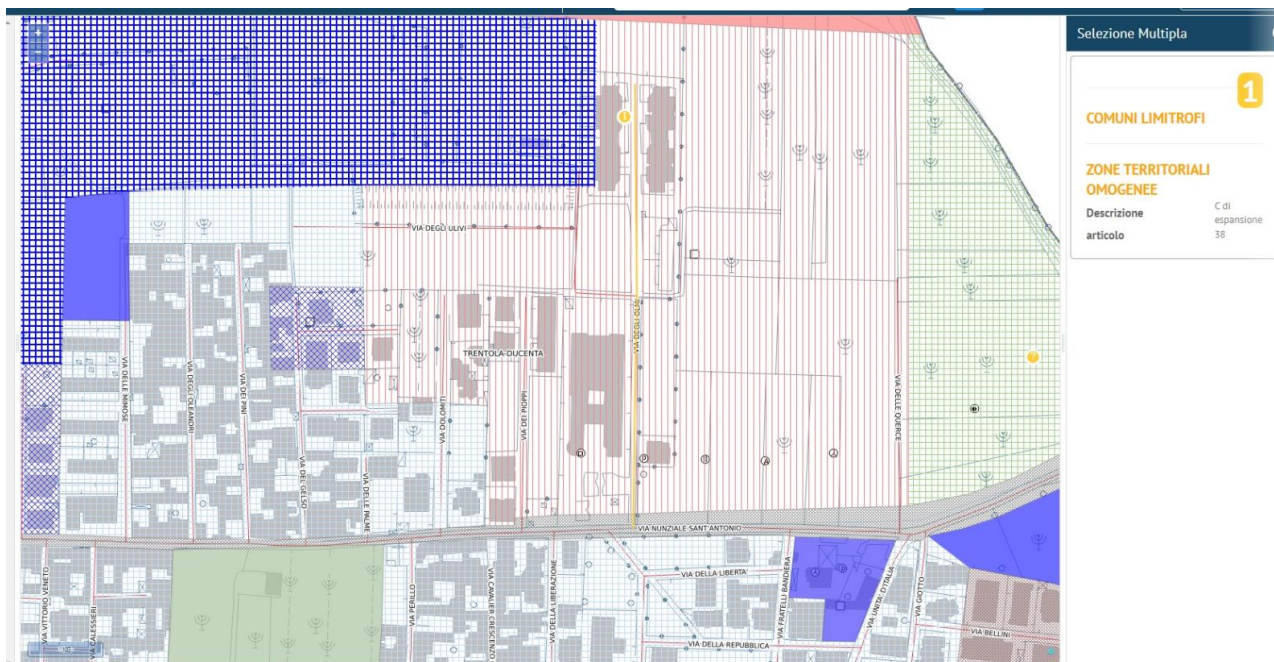 Selezione Multipla
1
COMUNI LIMITROFI
ZONE TERRITORIALI
OMOGENEE
Descrizione
C di
espansione
articolo
38
VIA DEGLI ULIVI
TRENTOLA-DUCENTA
VIA DELLE MIMOSE
VIA DEGLI OLEANDRI
VIA DEI PINI
VIA DEL GELSO
VIA DELLE PALME
VIA DOLOMITI
VIA DEI PIOPPI
VIA DELLE QUERCE
VIA NUNZIALE SANT'ANTONIO
VIA VITTORIO VENETO
VIA CALESSIERI
VIA PERILLO
VIA CAVALIER CRESCENZO
VIA DELLA LIBERAZIONE
VIA DELLA LIBERTA'
VIA FRATELLI BANDIERA
VIA UNITA' D'ITALIA
VIA GIOTTO
VIA BELLINI
VIA DELLA REPUBBLICA